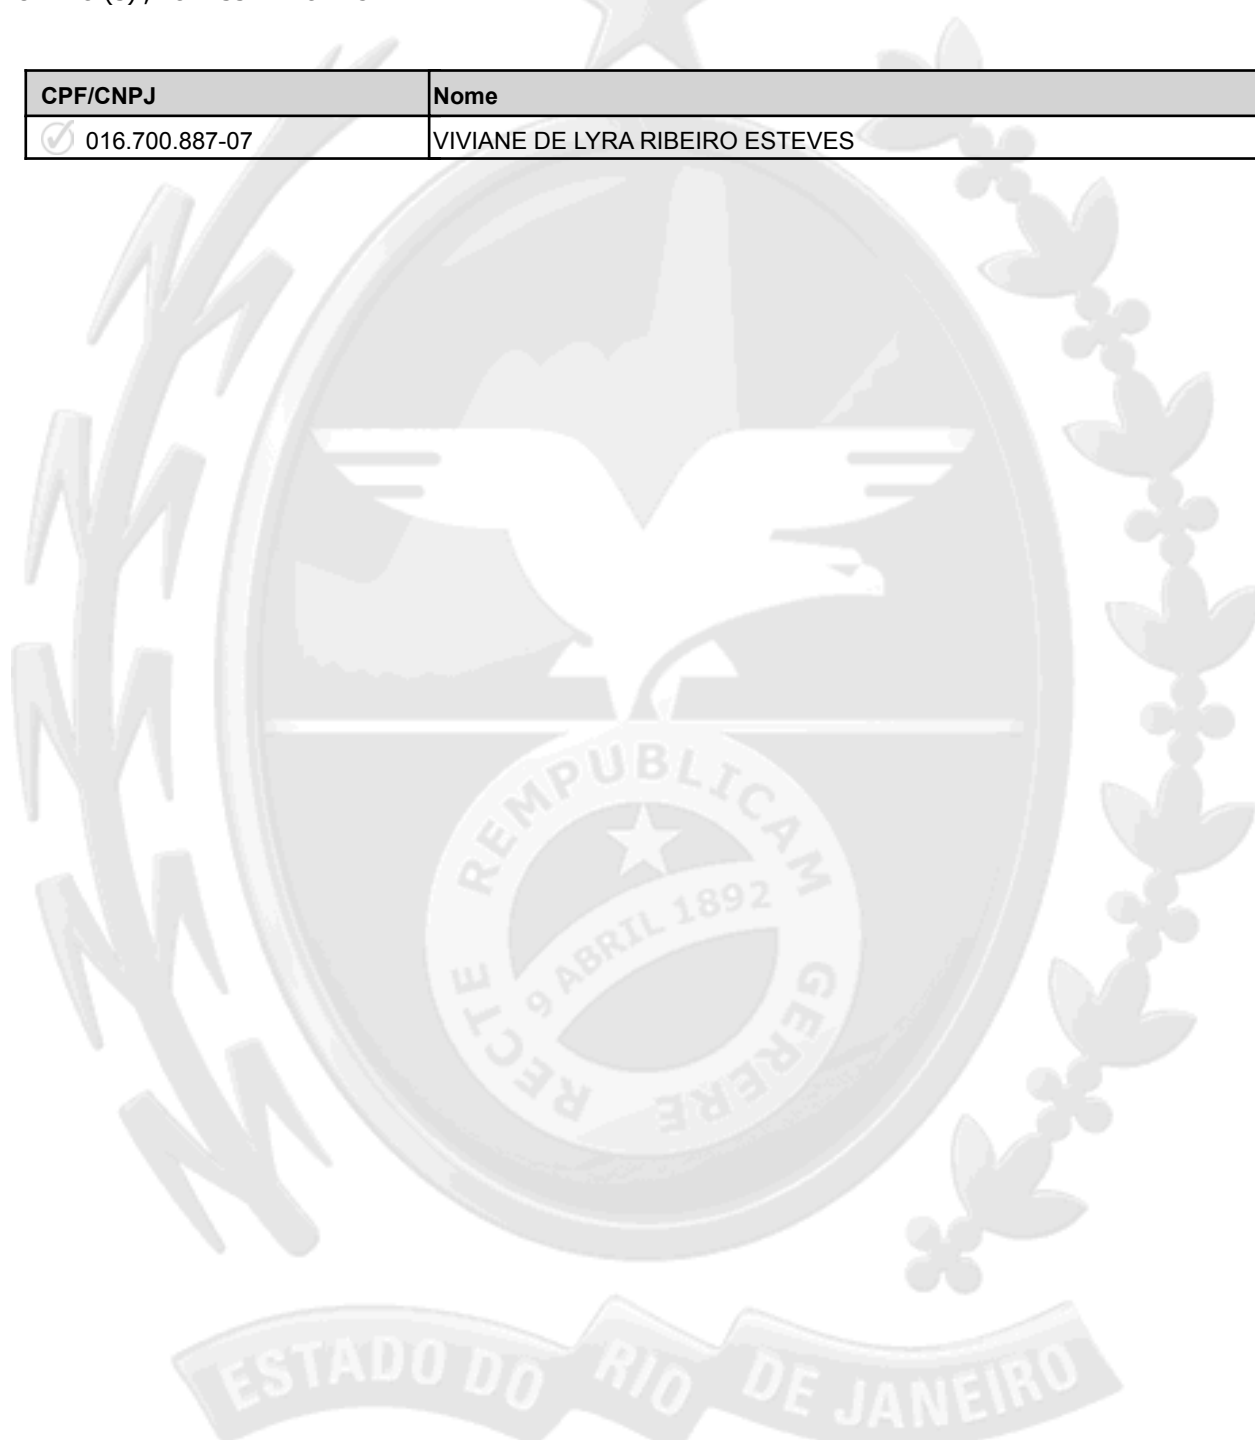 CPF/CNPJ Nome
016.700.887-07 VIVIANE DE LYRA RIBEIRO ESTEVES
RECTE REMPUBLICAM GERERE
9 ABRIL 1892
ESTADO DO RIO DE JANEIRO